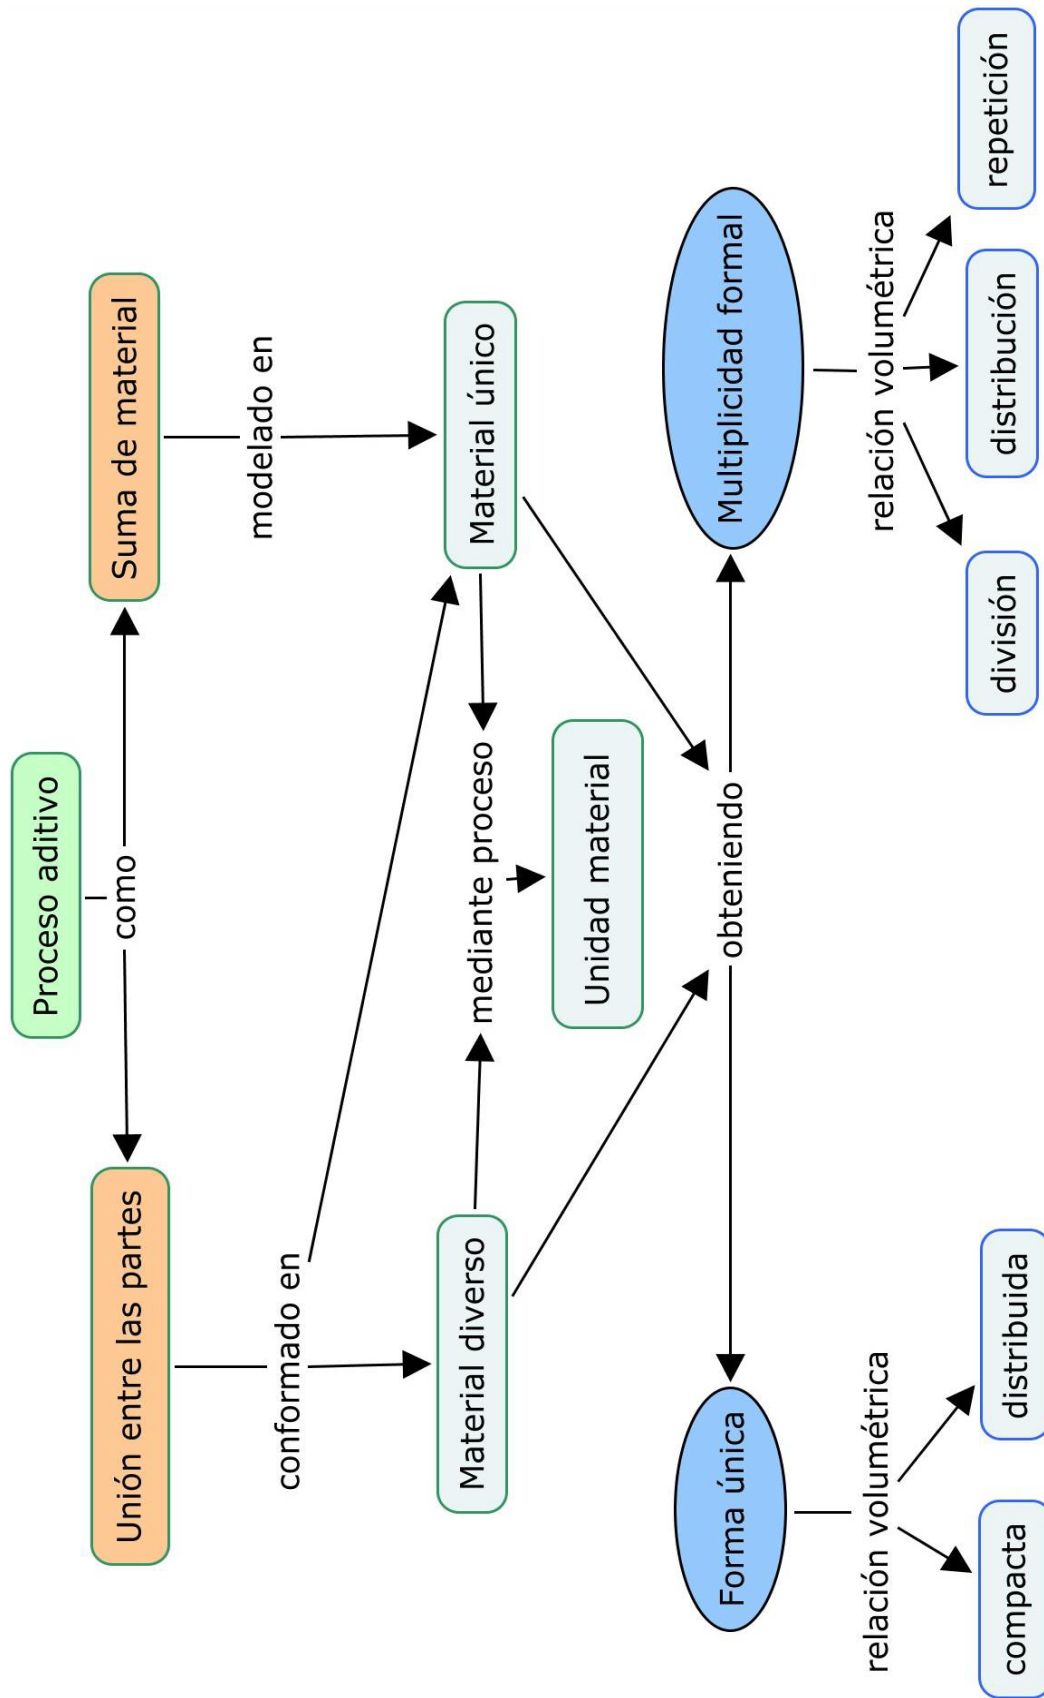 Proceso aditivo
como
Unión entre las partes
Suma de material
conformado en
modelado en
Material diverso
mediante proceso
Material único
Unidad material
obteniendo
Forma única
Multiplicidad formal
relación volumétrica
relación volumétrica
compacta
distribuida
división
distribución
repetición